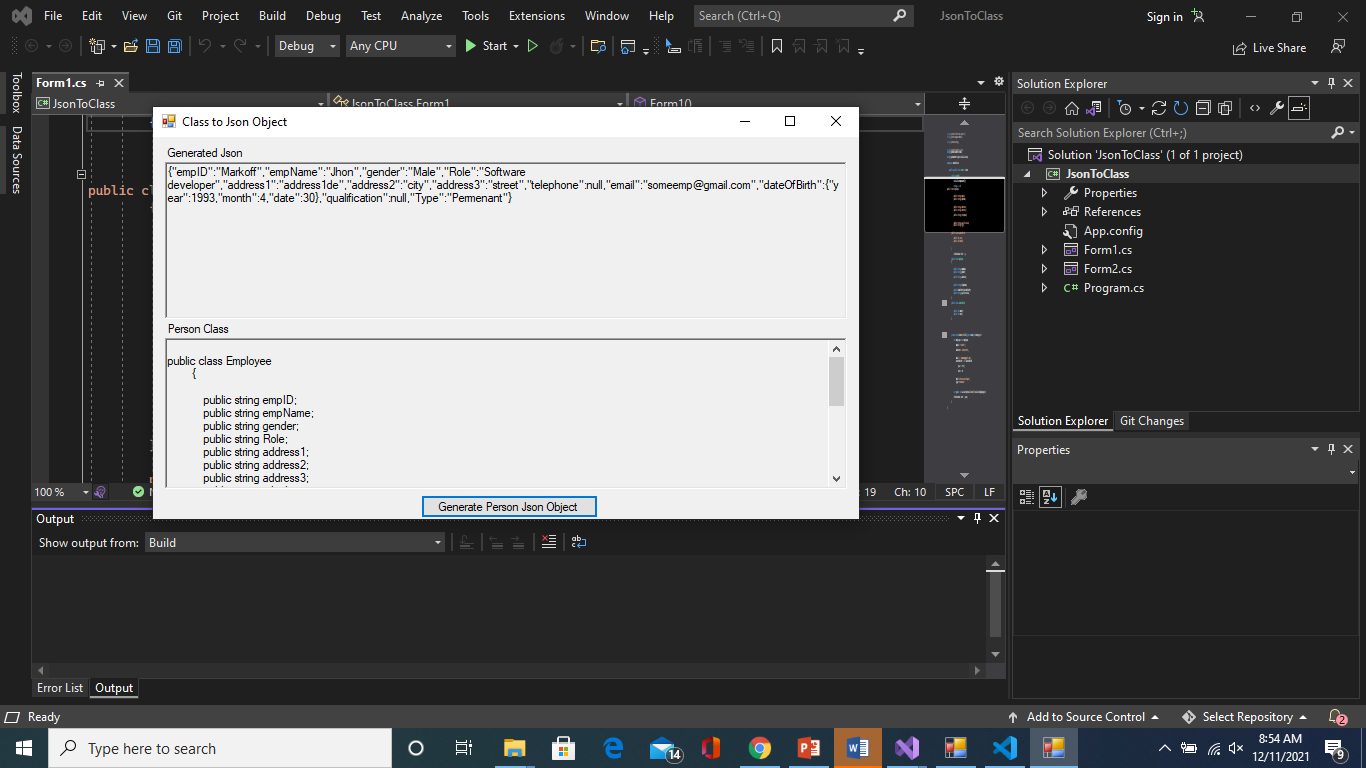 File Edit View Git Project Build Debug Test Analyze Tools Extensions Window Help Search (Ctrl+Q) JsonToClass Sign in
Debug Any CPU Start Live Share
Toolbox
Data Sources
Form1.cs
JsonToClass JsonToClass.Form1 Form1()
public cl
Class to Json Object
Generated Json
{"empID":"Markoff","empName":"Jhon","gender":"Male","Role":"Software
developer","address1":"address1de","address2":"city","address3":"street","telephone":null,"email":"someemp@gmail.com","dateOfBirth":{"y
ear":1993,"month":4,"date":30},"qualification":null,"Type":"Permenant"}
Person Class
public class Employee
{
public string empID;
public string empName;
public string gender;
public string Role;
public string address1;
public string address2;
public string address3;
Generate Person Json Object
100 % : 19 Ch: 10 SPC LF
Output
Show output from: Build
Error List Output
Solution Explorer
Search Solution Explorer (Ctrl+;)
Solution 'JsonToClass' (1 of 1 project)
JsonToClass
Properties
References
App.config
Form1.cs
Form2.cs
C# Program.cs
Solution Explorer Git Changes
Properties
Ready Add to Source Control Select Repository 2
Type here to search 14 8:54 AM
12/11/2021 9